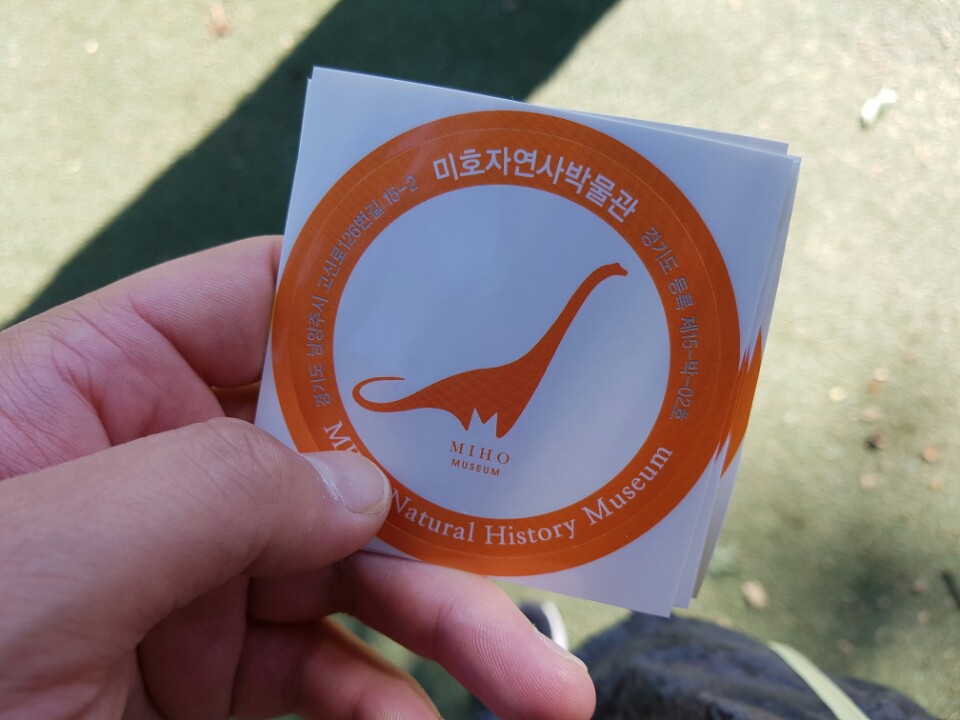 미호자연사박물관
경기도 남양주시 고산로126번길 15-2
경기도 등록 제15-박-02호
MIHO
MUSEUM
Natural History Museum